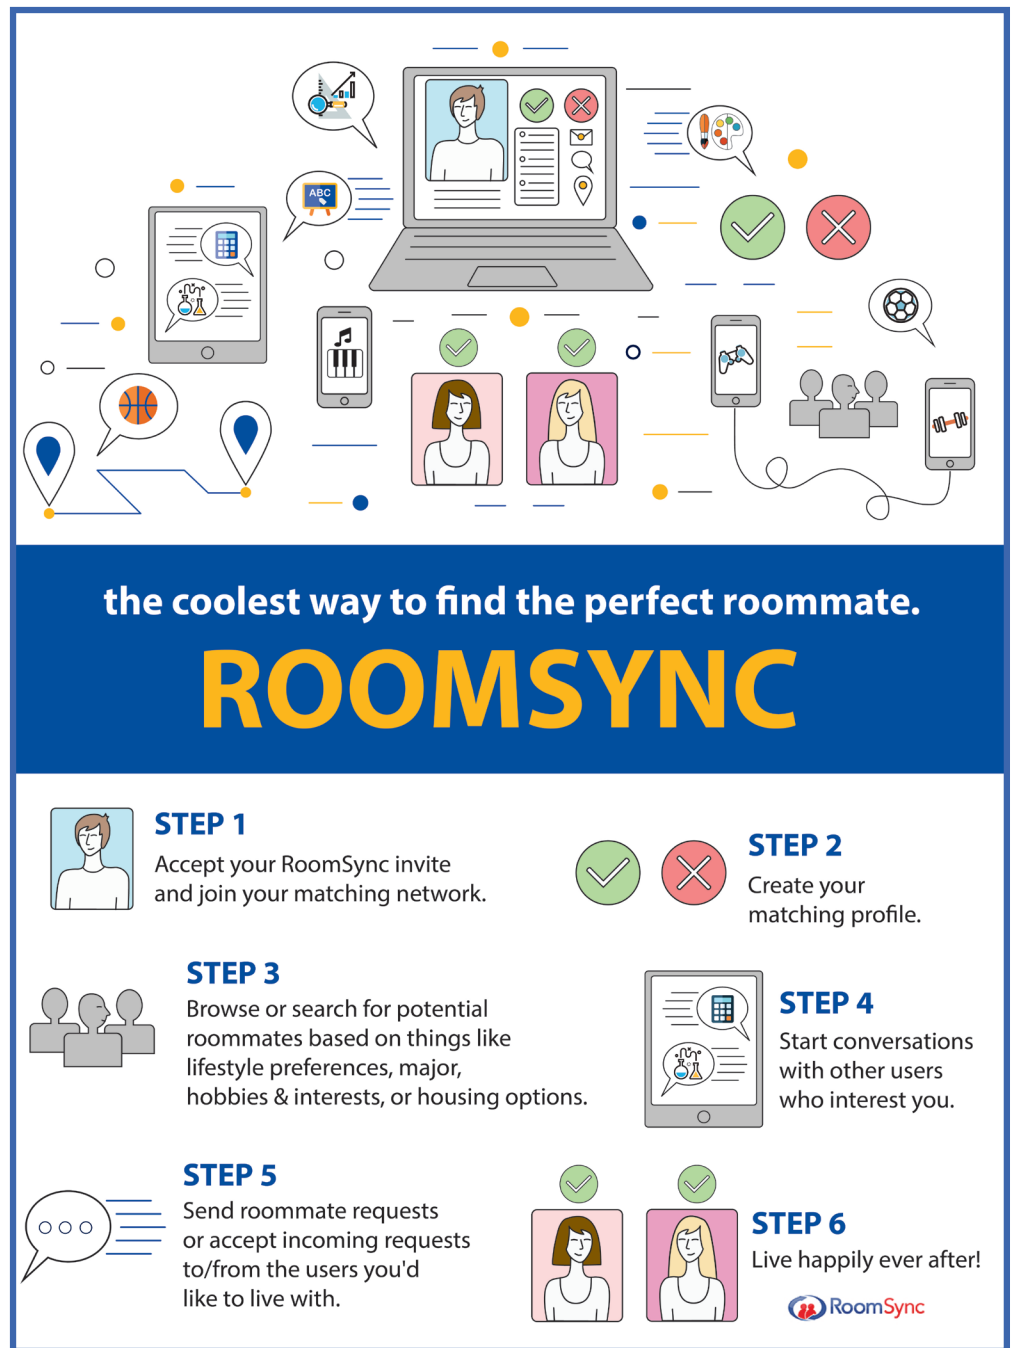 ABC
the coolest way to find the perfect roommate.
ROOMSYNC
STEP 1
Accept your RoomSync invite
and join your matching network.
STEP 2
Create your
matching profile.
STEP 3
Browse or search for potential
roommates based on things like
lifestyle preferences, major,
hobbies & interests, or housing options.
STEP 4
Start conversations
with other users
who interest you.
STEP 5
Send roommate requests
or accept incoming requests
to/from the users you'd
like to live with.
STEP 6
Live happily ever after!
RoomSync